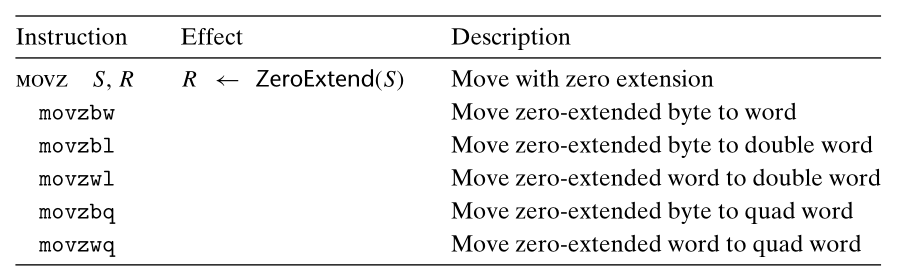 Instruction Effect Description
MOVZ S, R R ← ZeroExtend(S) Move with zero extension
movzbw Move zero-extended byte to word
movzbl Move zero-extended byte to double word
movzwl Move zero-extended word to double word
movzbq Move zero-extended byte to quad word
movzwq Move zero-extended word to quad word